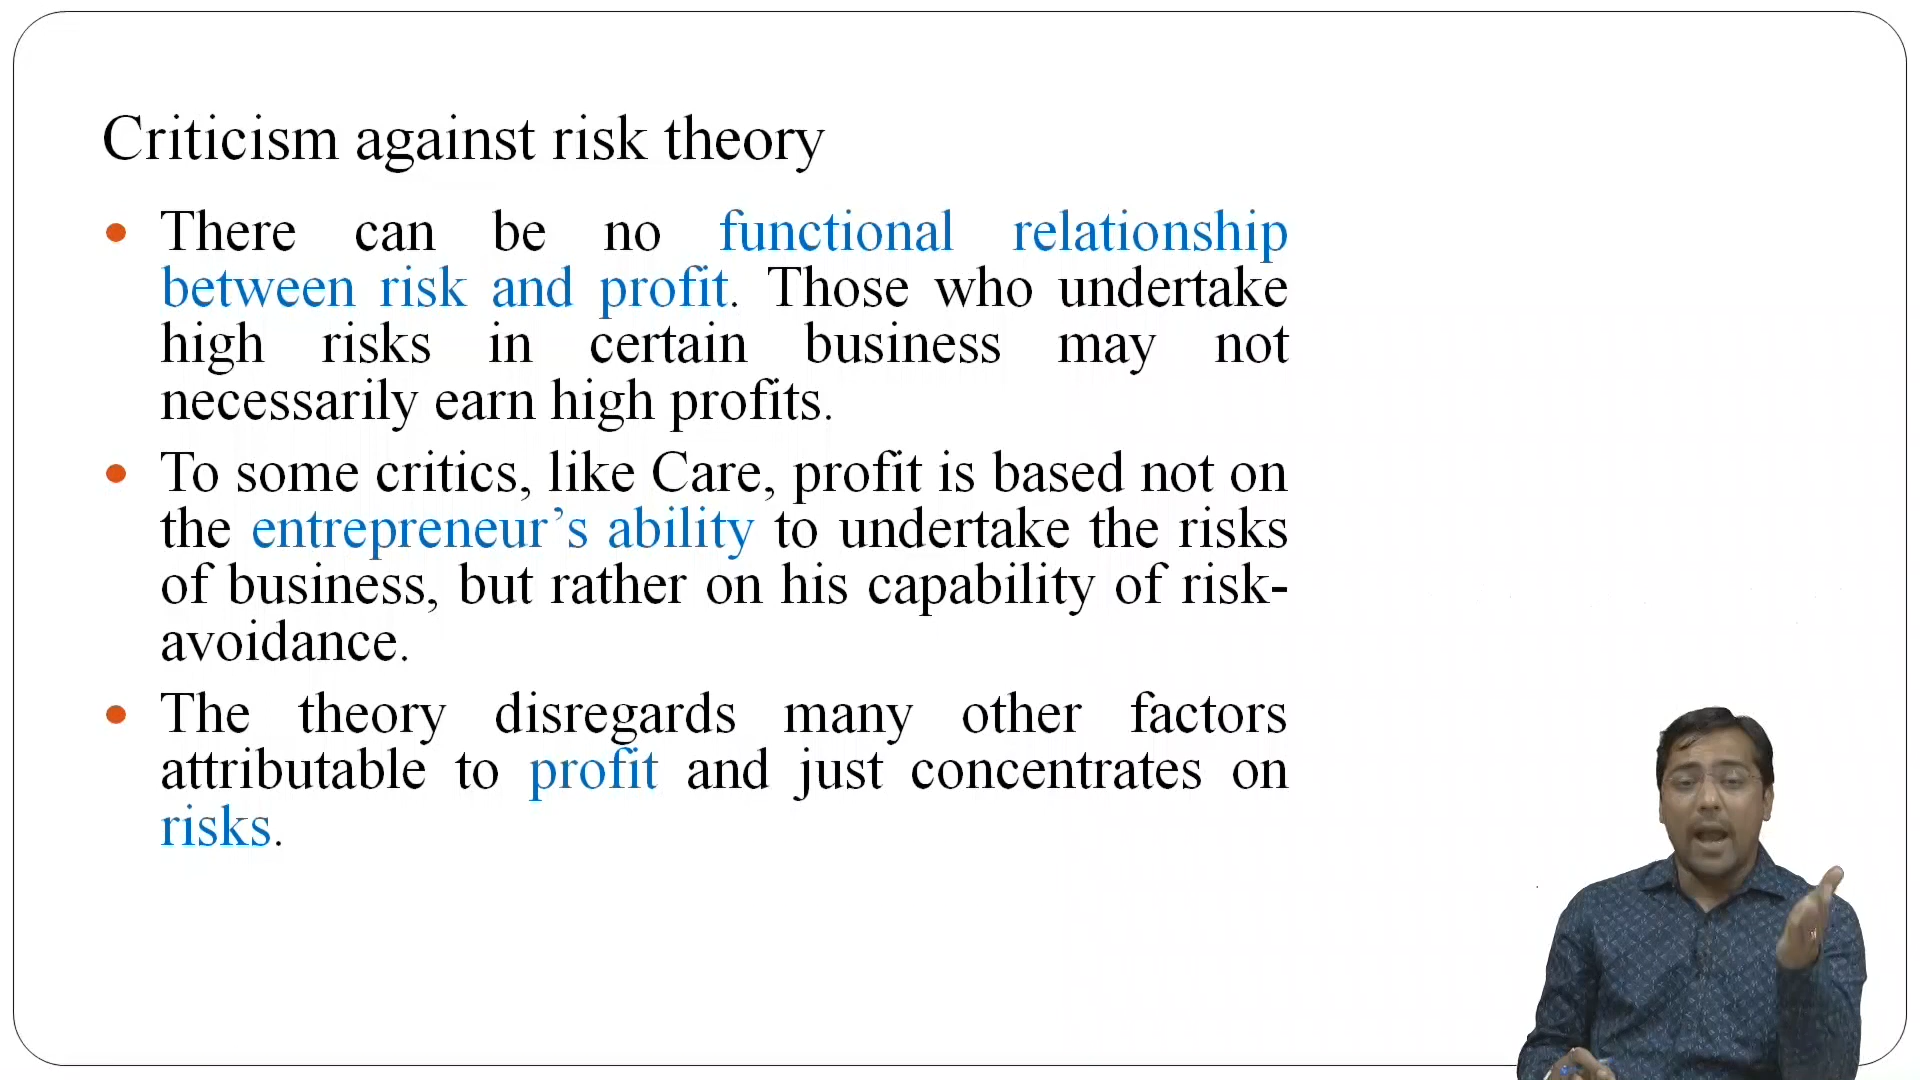 Criticism against risk theory
There can be no functional relationship
between risk and profit. Those who undertake
high risks in certain business may not
necessarily earn high profits.
To some critics, like Care, profit is based not on
the entrepreneur’s ability to undertake the risks
of business, but rather on his capability of risk-
avoidance.
The theory disregards many other factors
attributable to profit and just concentrates on
risks.